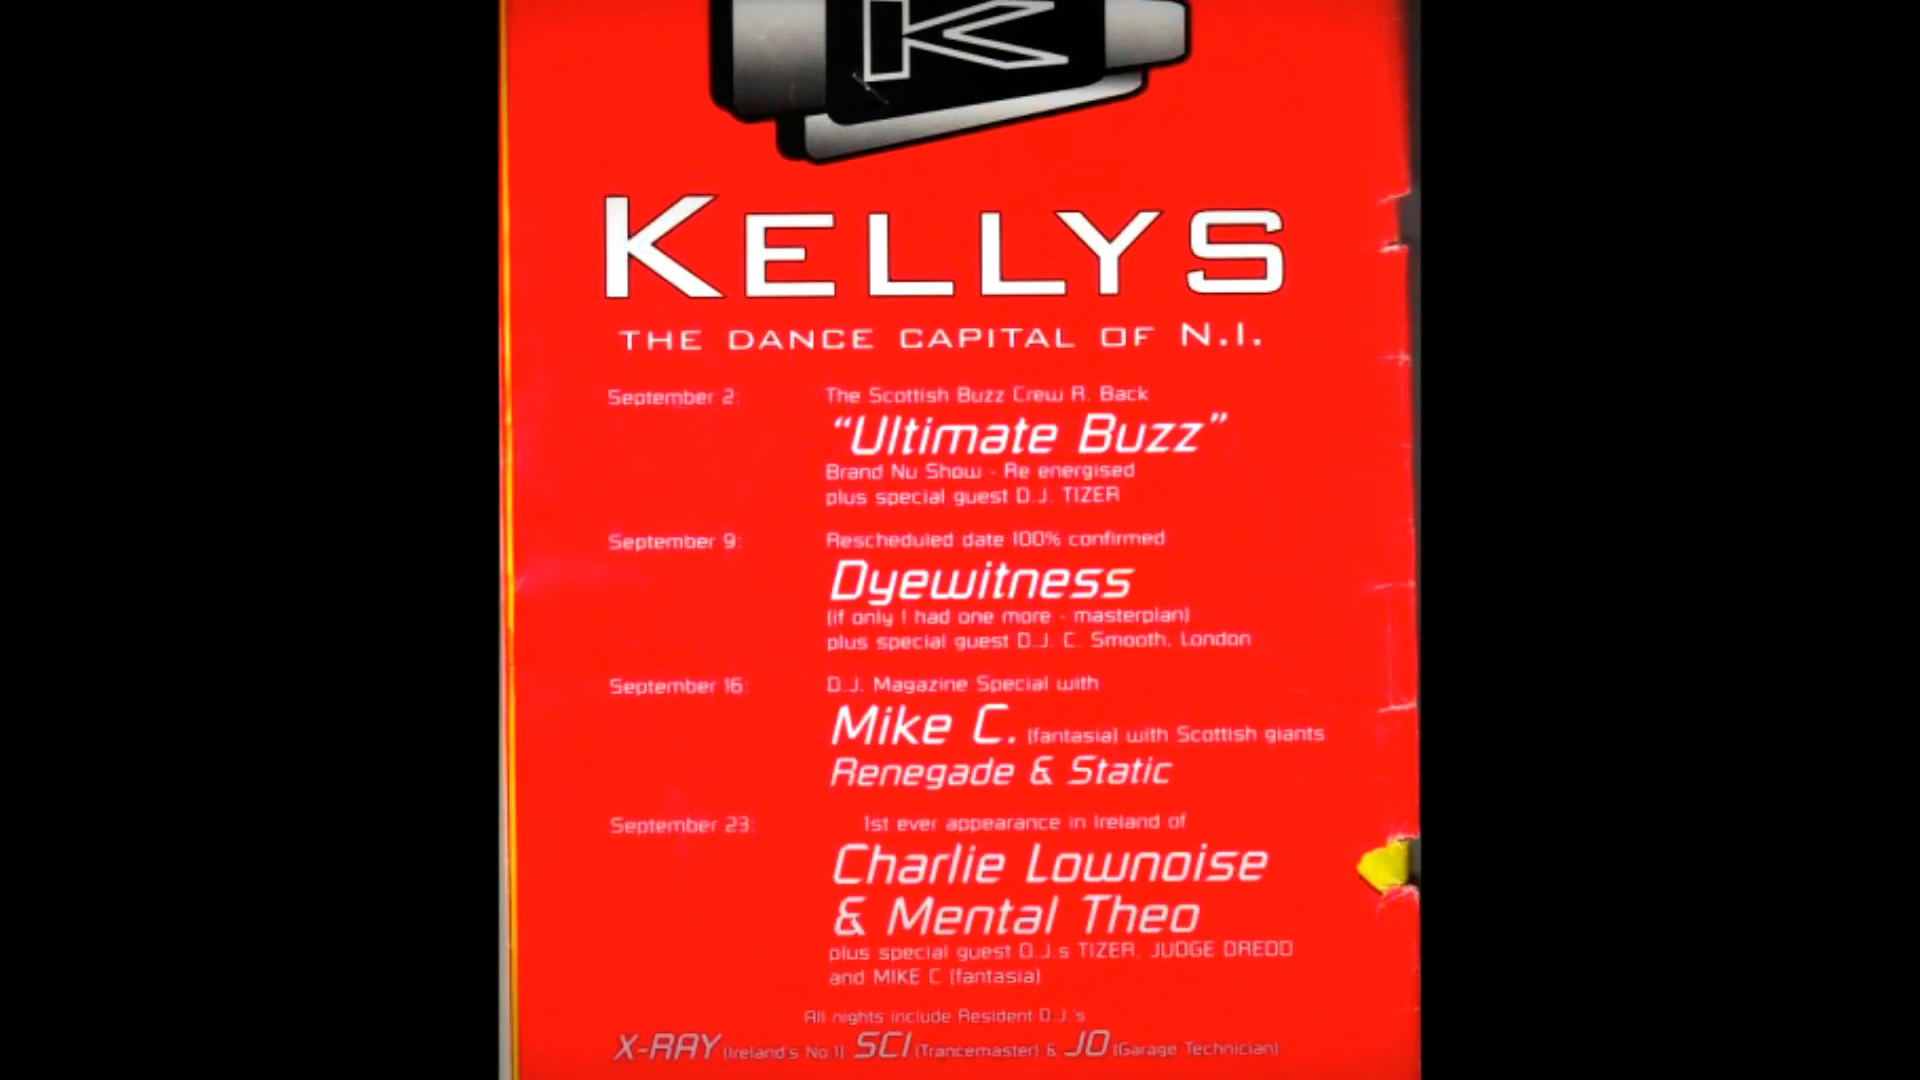 K
KELLYS
THE DANCE CAPITAL OF N.I.
September 2: The Scottish Buzz Crew R. Back
“Ultimate Buzz”
Brand Nu Show - Re energised
plus special guest D.J. TIZER
September 9: Rescheduled date 100% confirmed
Dyewitness
(if only I had one more - masterplan)
plus special guest D.J. C. Smooth, London
September 16: D.J. Magazine Special with
Mike C. (fantasia) with Scottish giants
Renegade & Static
September 23: 1st ever appearance in Ireland of
Charlie Lownoise
& Mental Theo
plus special guest D.J.s TIZER, JUDGE DREDD
and MIKE C (fantasia)
All nights include Resident D.J.'s
X-RAY (Ireland's No.1) SCI (Trancemaster) & JO (Garage Technician)